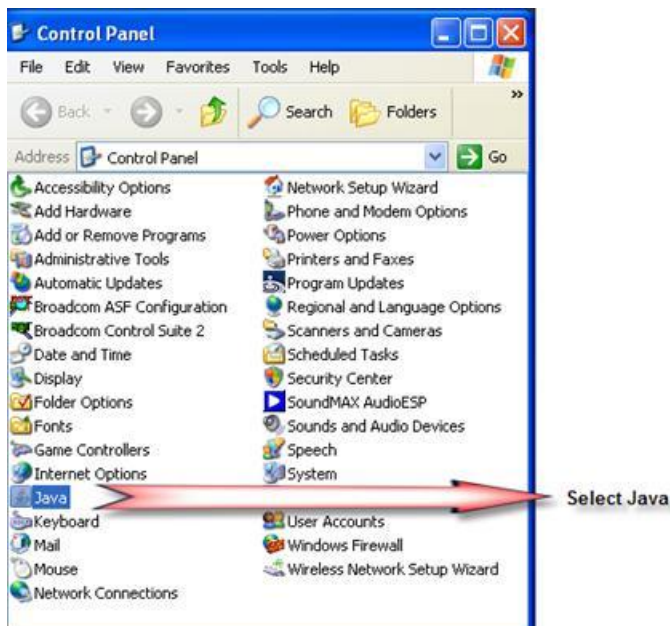 Control Panel
File Edit View Favorites Tools Help
Back Search Folders »
Address Control Panel Go
Accessibility Options
Add Hardware
Add or Remove Programs
Administrative Tools
Automatic Updates
Broadcom ASF Configuration
Broadcom Control Suite 2
Date and Time
Display
Folder Options
Fonts
Game Controllers
Internet Options
Java
Keyboard
Mail
Mouse
Network Connections
Network Setup Wizard
Phone and Modem Options
Power Options
Printers and Faxes
Program Updates
Regional and Language Options
Scanners and Cameras
Scheduled Tasks
Security Center
SoundMAX AudioESP
Sounds and Audio Devices
Speech
System
User Accounts
Windows Firewall
Wireless Network Setup Wizard
Select Java